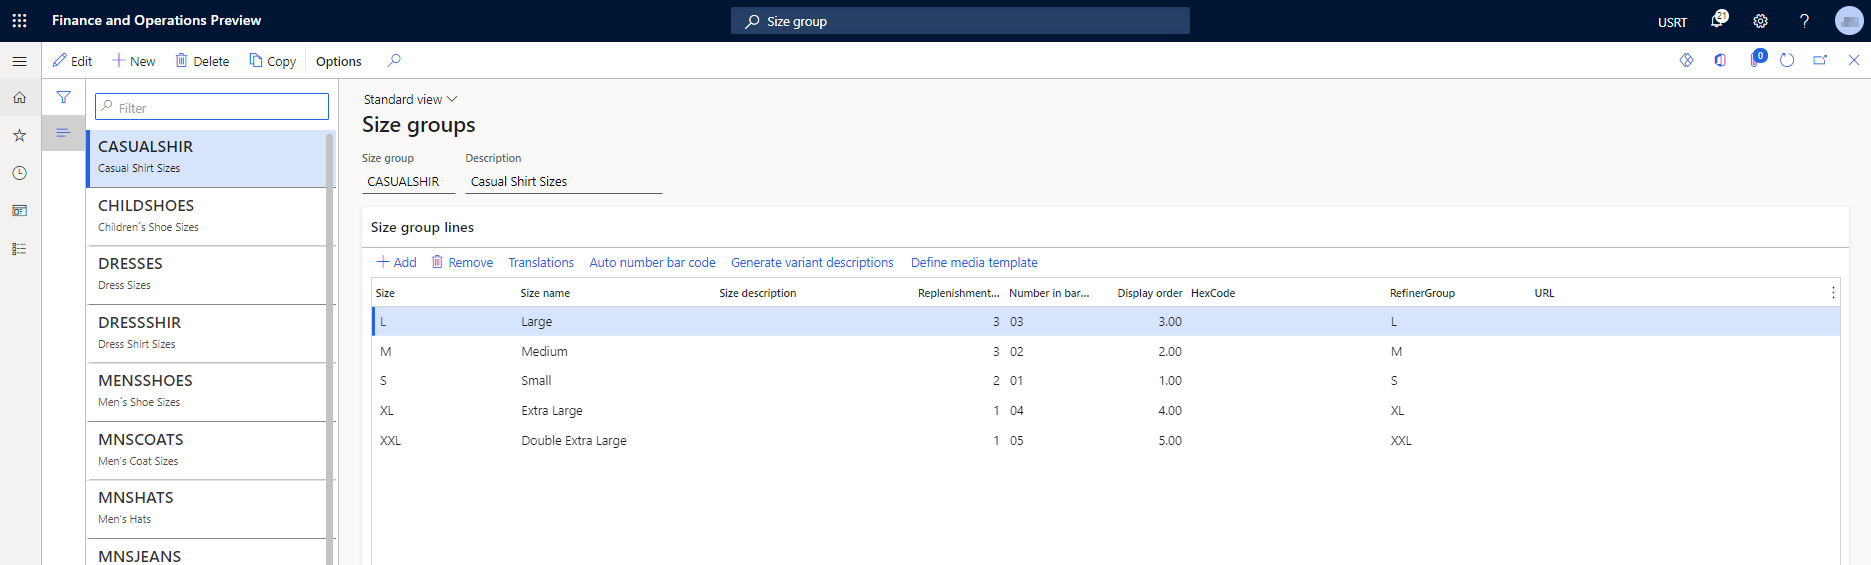 Finance and Operations Preview
Size group
USRT
21
?
Edit New Delete Copy Options
0
Filter
CASUALSHIR
Casual Shirt Sizes
CHILDSHOES
Children´s Shoe Sizes
DRESSES
Dress Sizes
DRESSSHIR
Dress Shirt Sizes
MENSSHOES
Men´s Shoe Sizes
MNSCOATS
Men's Coat Sizes
MNSHATS
Men's Hats
MNSJEANS
Standard view
Size groups
Size group Description
CASUALSHIR Casual Shirt Sizes
Size group lines
Add Remove Translations Auto number bar code Generate variant descriptions Define media template
Size Size name Size description Replenishment... Number in bar... Display order HexCode RefinerGroup URL
L Large 3 03 3.00 L
M Medium 3 02 2.00 M
S Small 2 01 1.00 S
XL Extra Large 1 04 4.00 XL
XXL Double Extra Large 1 05 5.00 XXL